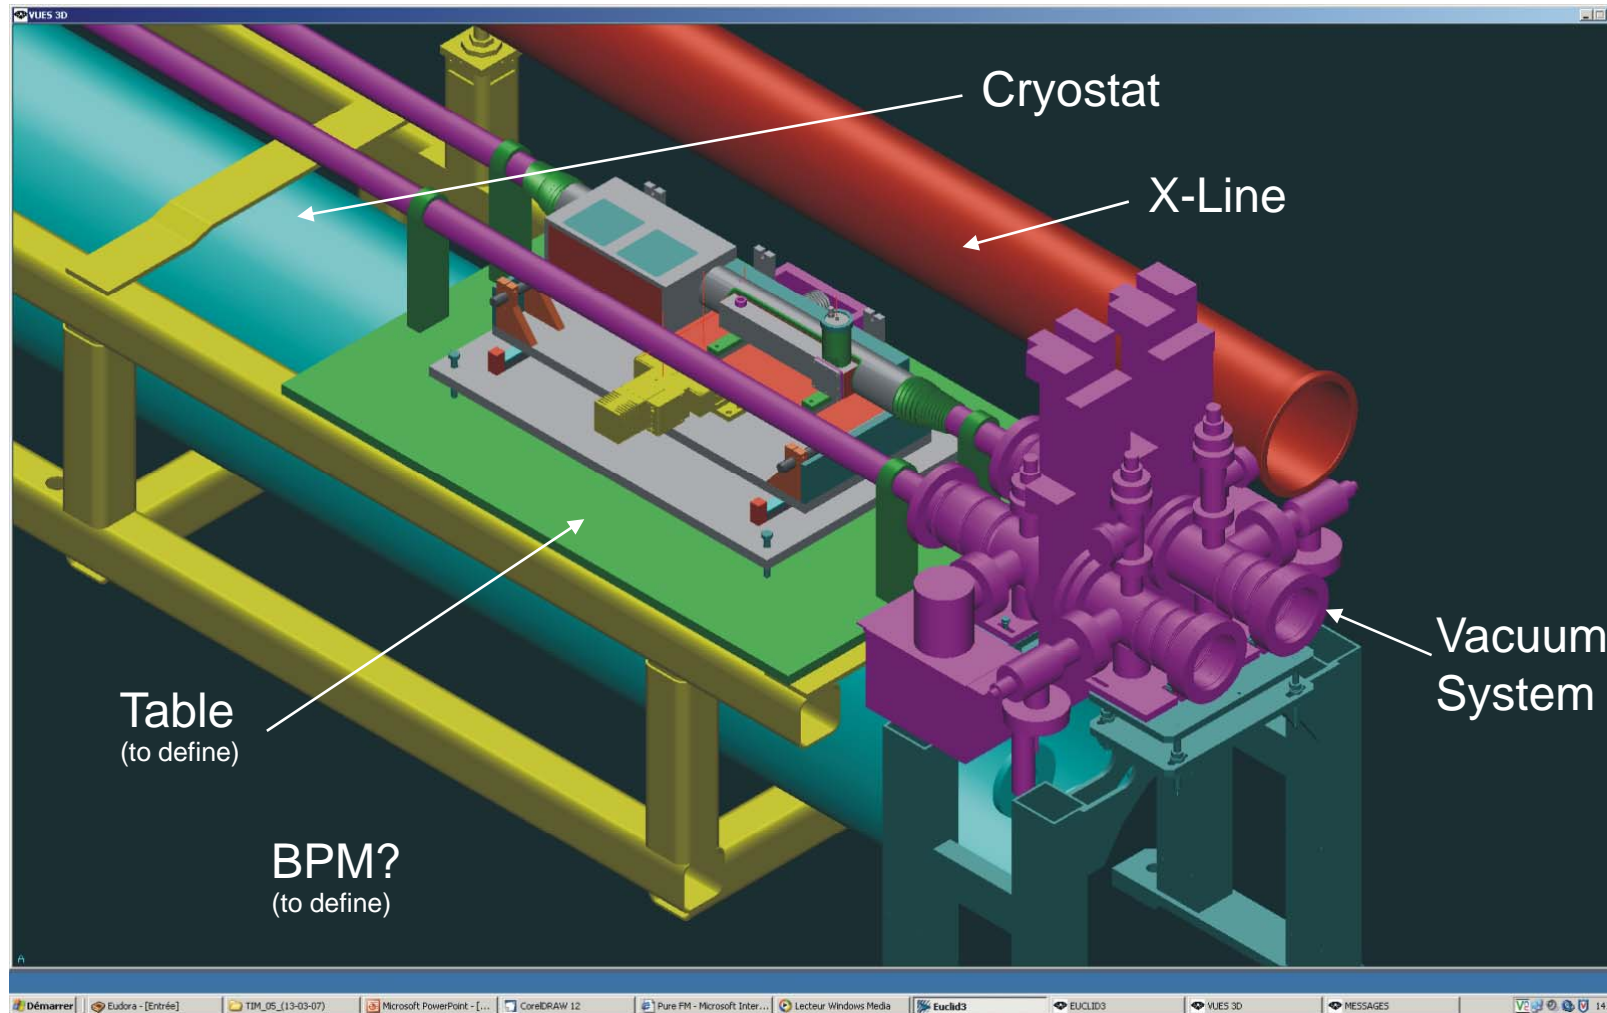 VUES 3D
Cryostat
X-Line
Vacuum
System
Table
(to define)
BPM?
(to define)
A
Démarrer
Eudora - [Entrée]
TIM_05_(13-03-07)
Microsoft PowerPoint - [...
CorelDRAW 12
Pure FM - Microsoft Inter...
Lecteur Windows Media
Euclid3
EUCLID3
VUES 3D
MESSAGES
14